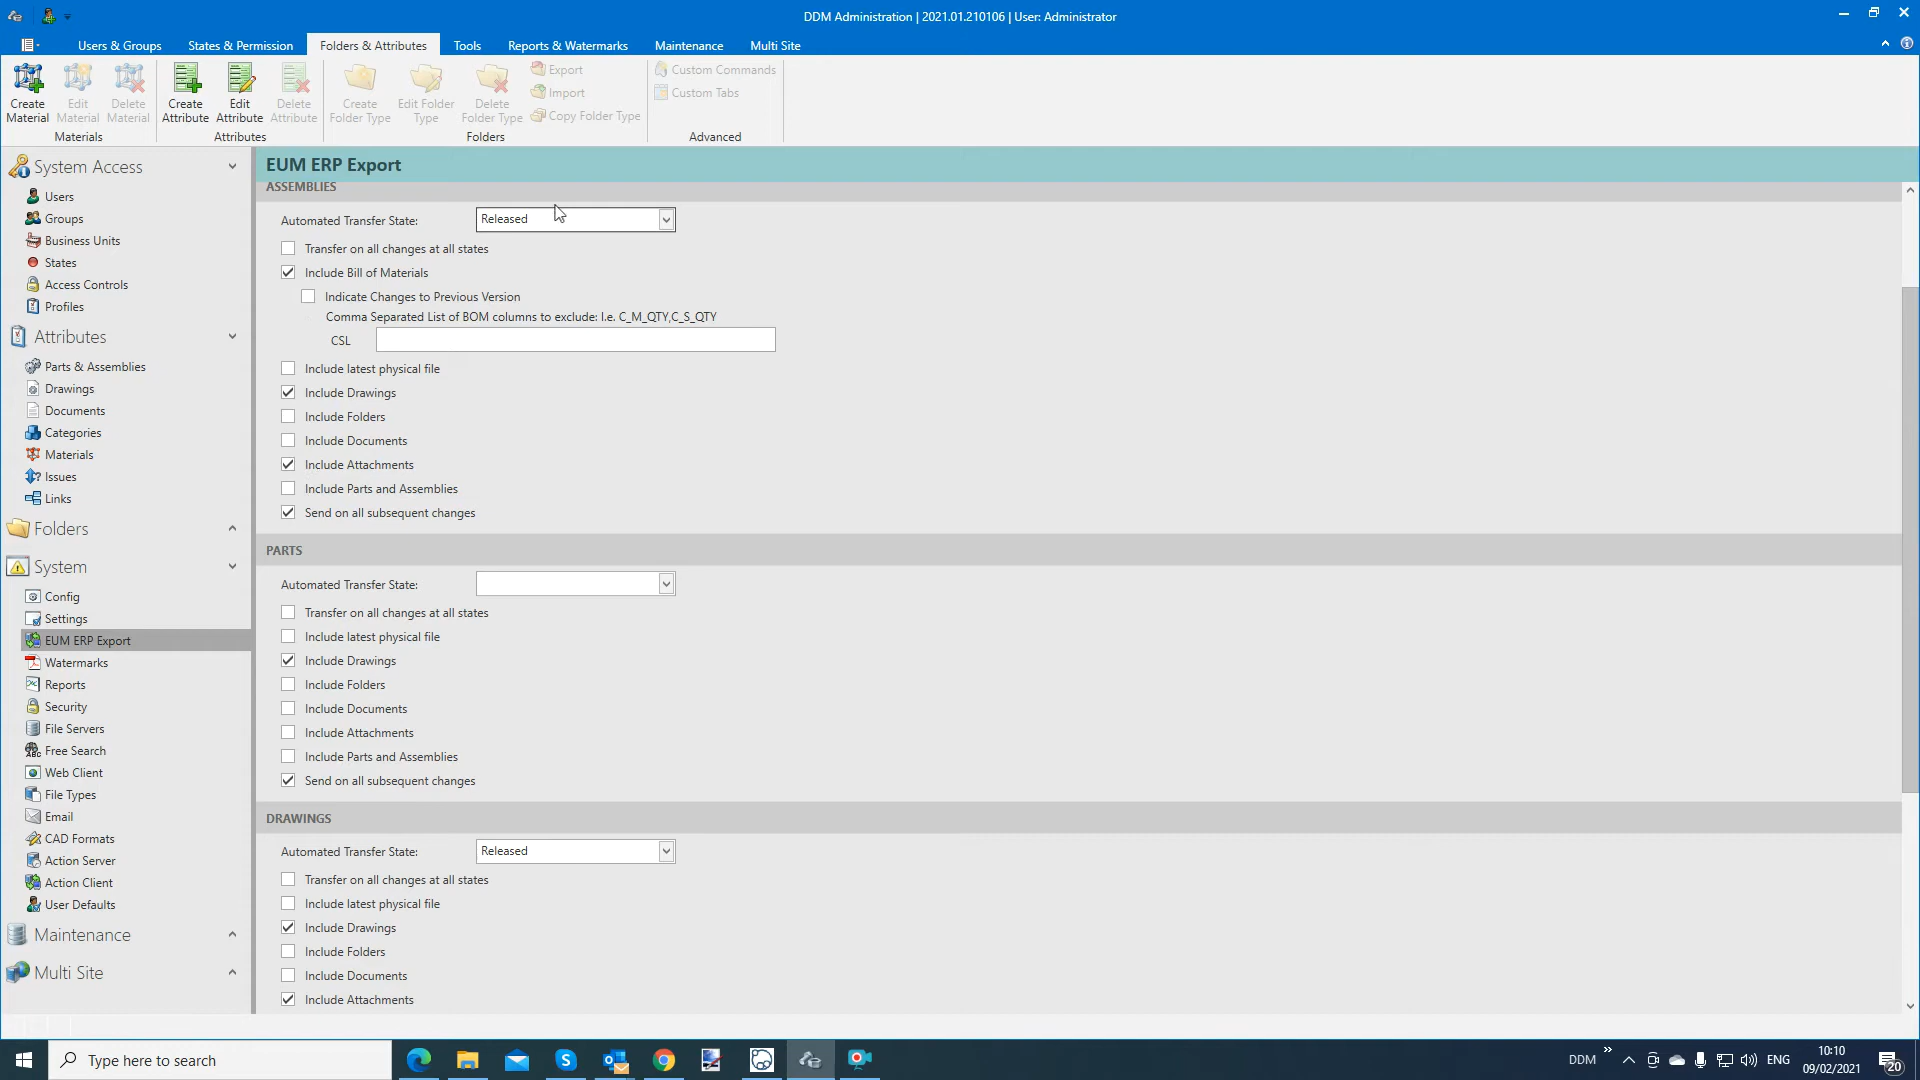 DDM Administration | 2021.01.210106 | User: Administrator
Users & Groups States & Permission Folders & Attributes Tools Reports & Watermarks Maintenance Multi Site
Create Material
Edit Material
Delete Material
Materials
Create Attribute
Edit Attribute
Delete Attribute
Attributes
Create Folder Type
Edit Folder Type
Delete Folder Type
Export
Import
Copy Folder Type
Folders
Custom Commands
Custom Tabs
Advanced
System Access
Users
Groups
Business Units
States
Access Controls
Profiles
Attributes
Parts & Assemblies
Drawings
Documents
Categories
Materials
Issues
Links
Folders
System
Config
Settings
EUM ERP Export
Watermarks
Reports
Security
File Servers
Free Search
Web Client
File Types
Email
CAD Formats
Action Server
Action Client
User Defaults
Maintenance
Multi Site
EUM ERP Export
ASSEMBLIES
Automated Transfer State: Released
Transfer on all changes at all states
Include Bill of Materials
Indicate Changes to Previous Version
Comma Separated List of BOM columns to exclude: I.e. C_M_QTY,C_S_QTY
CSL
Include latest physical file
Include Drawings
Include Folders
Include Documents
Include Attachments
Include Parts and Assemblies
Send on all subsequent changes
PARTS
Automated Transfer State:
Transfer on all changes at all states
Include latest physical file
Include Drawings
Include Folders
Include Documents
Include Attachments
Include Parts and Assemblies
Send on all subsequent changes
DRAWINGS
Automated Transfer State: Released
Transfer on all changes at all states
Include latest physical file
Include Drawings
Include Folders
Include Documents
Include Attachments
Type here to search
DDM
ENG
10:10
09/02/2021
20